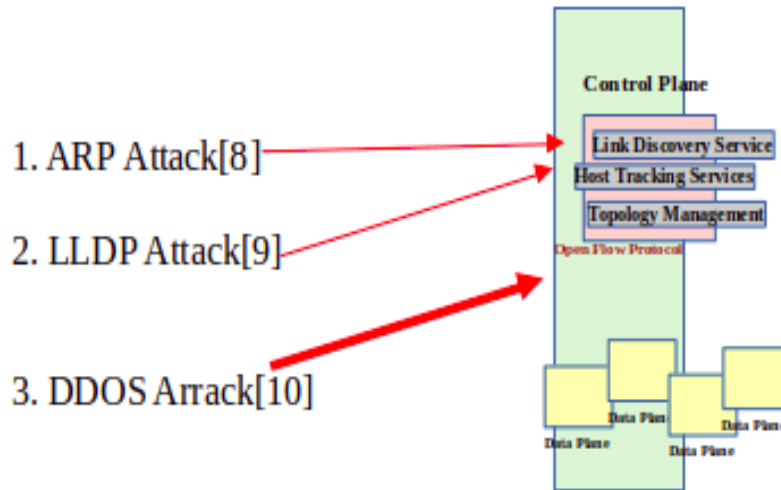 Control Plane
1. ARP Attack[8]
Link Discovery Service
Host Tracking Services
2. LLDP Attack[9]
Topology Management
Open Flow Protocol
3. DDOS Arrack[10]
Data Plane
Data Plane
Data Plane
Data Plane